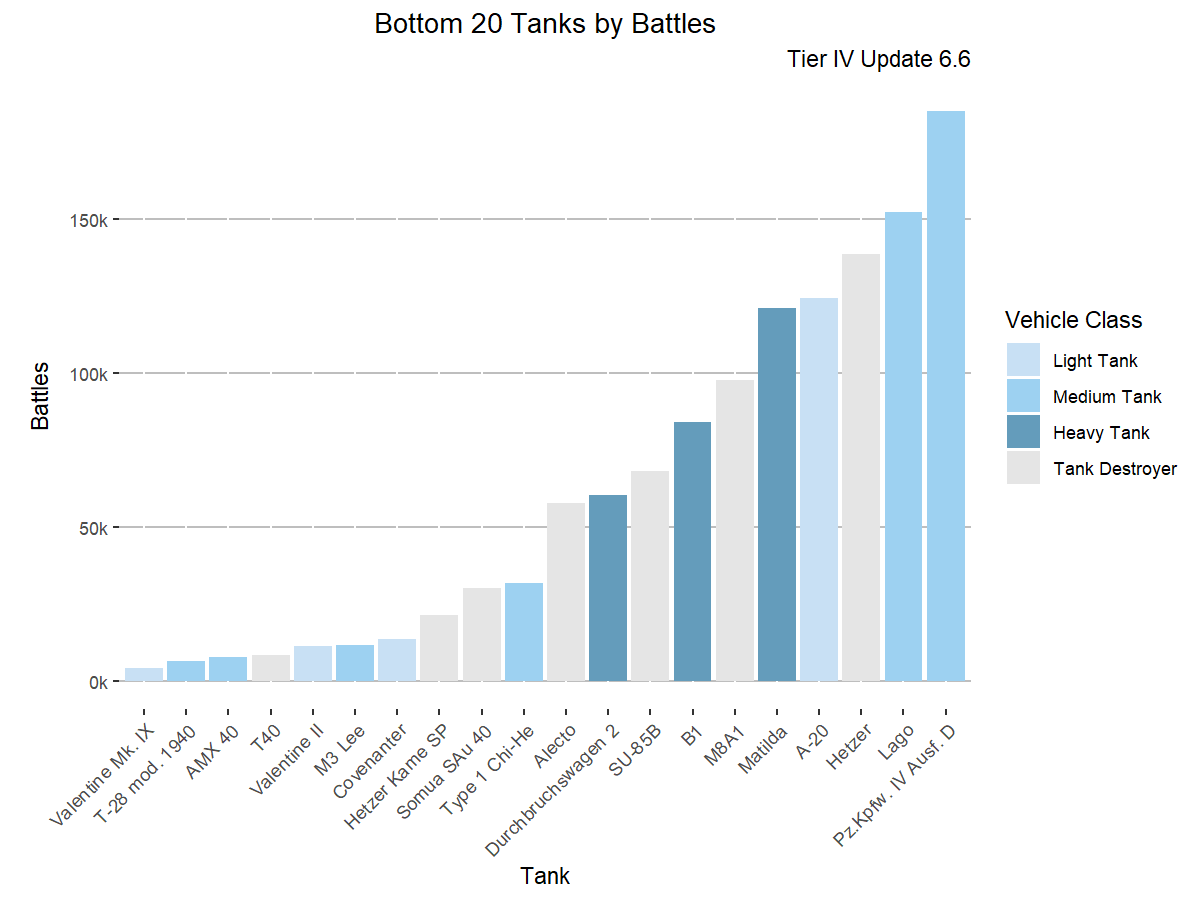 Bottom 20 Tanks by Battles
Tier IV Update 6.6
Battles
150k
100k
50k
0k
Valentine Mk. IX
T-28 mod. 1940
AMX 40
T40
Valentine II
M3 Lee
Covenanter
Hetzer Kame SP
Somua SAu 40
Type 1 Chi-He
Alecto
Durchbruchswagen 2
SU-85B
B1
M8A1
Matilda
A-20
Hetzer
Lago
Pz.Kpfw. IV Ausf. D
Tank
Vehicle Class
Light Tank
Medium Tank
Heavy Tank
Tank Destroyer